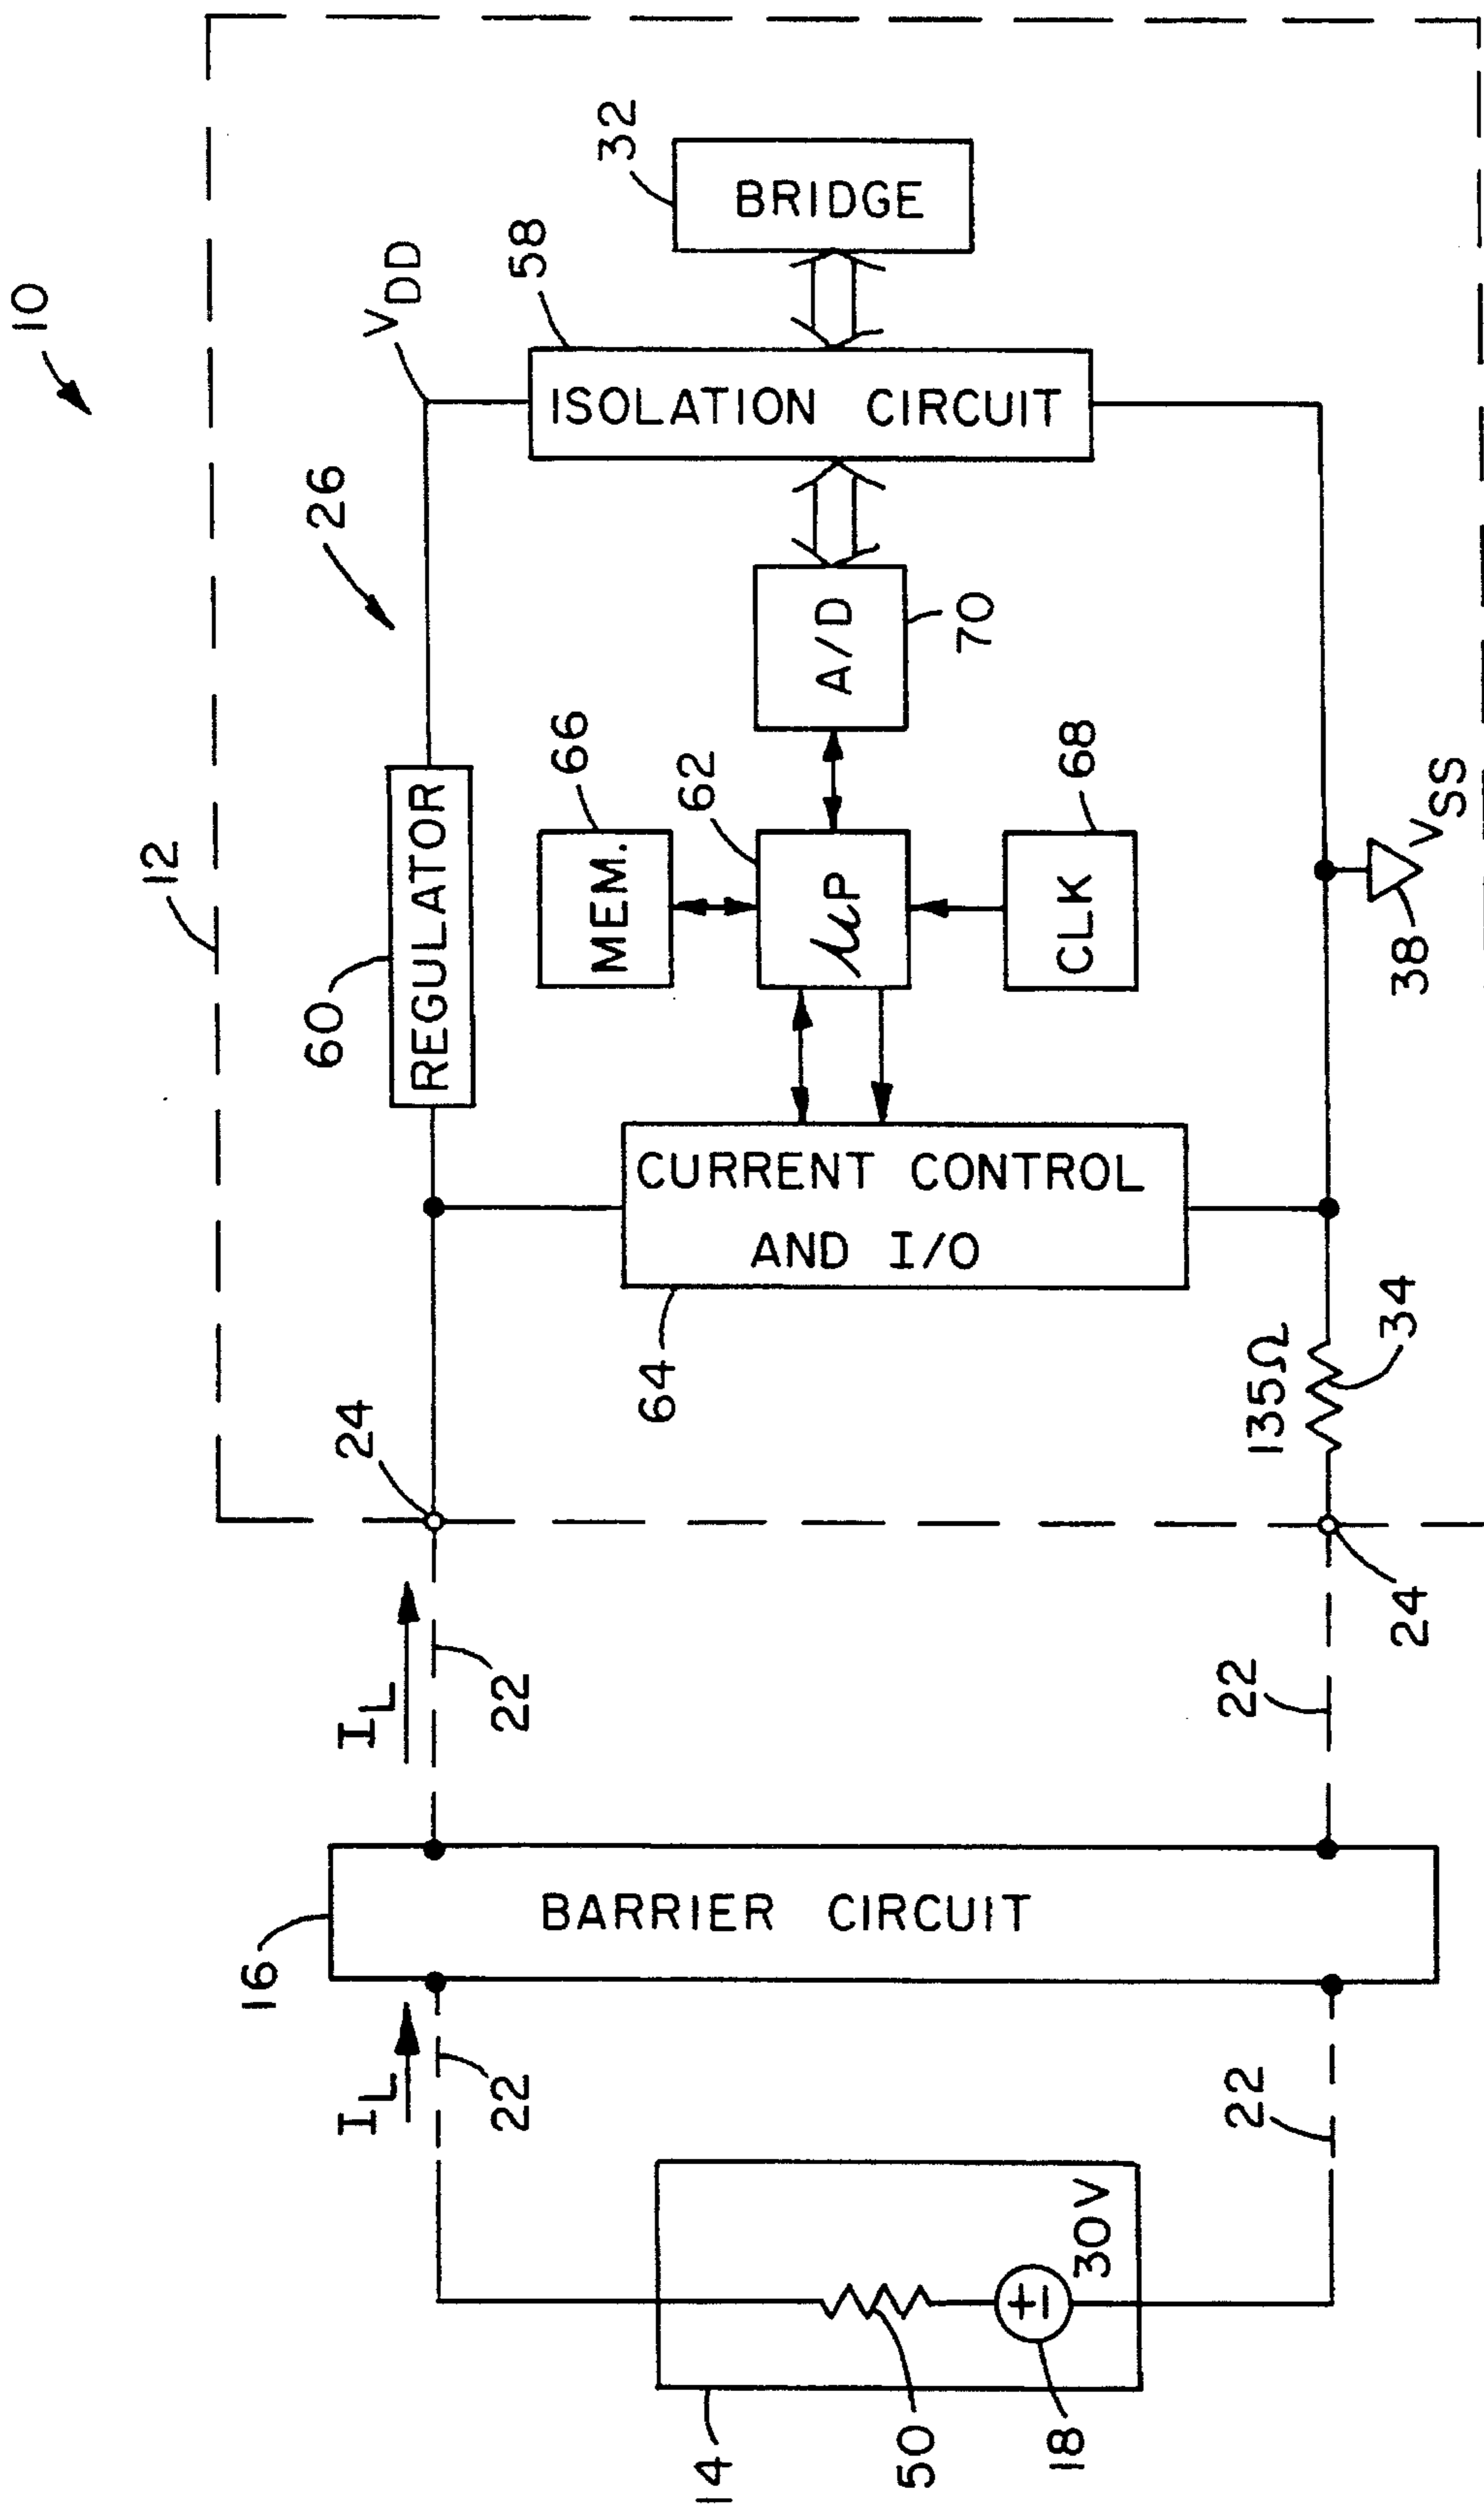 10
12
26
VDD
58
32
BRIDGE
ISOLATION CIRCUIT
60
REGULATOR
66
MEM.
62
μP
A/D
70
68
CLK
VSS
38
24
64
CURRENT CONTROL
AND I/O
135Ω
34
24
IL
22
22
16
BARRIER CIRCUIT
IL
22
22
30V
14
50
18